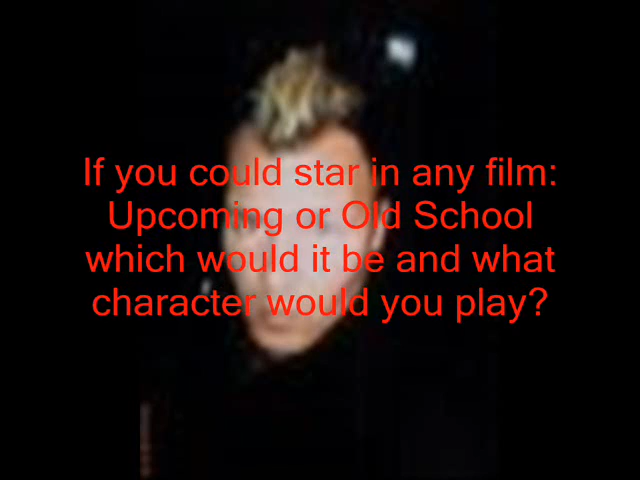 If you could star in any film:
Upcoming or Old School
which would it be and what
character would you play?